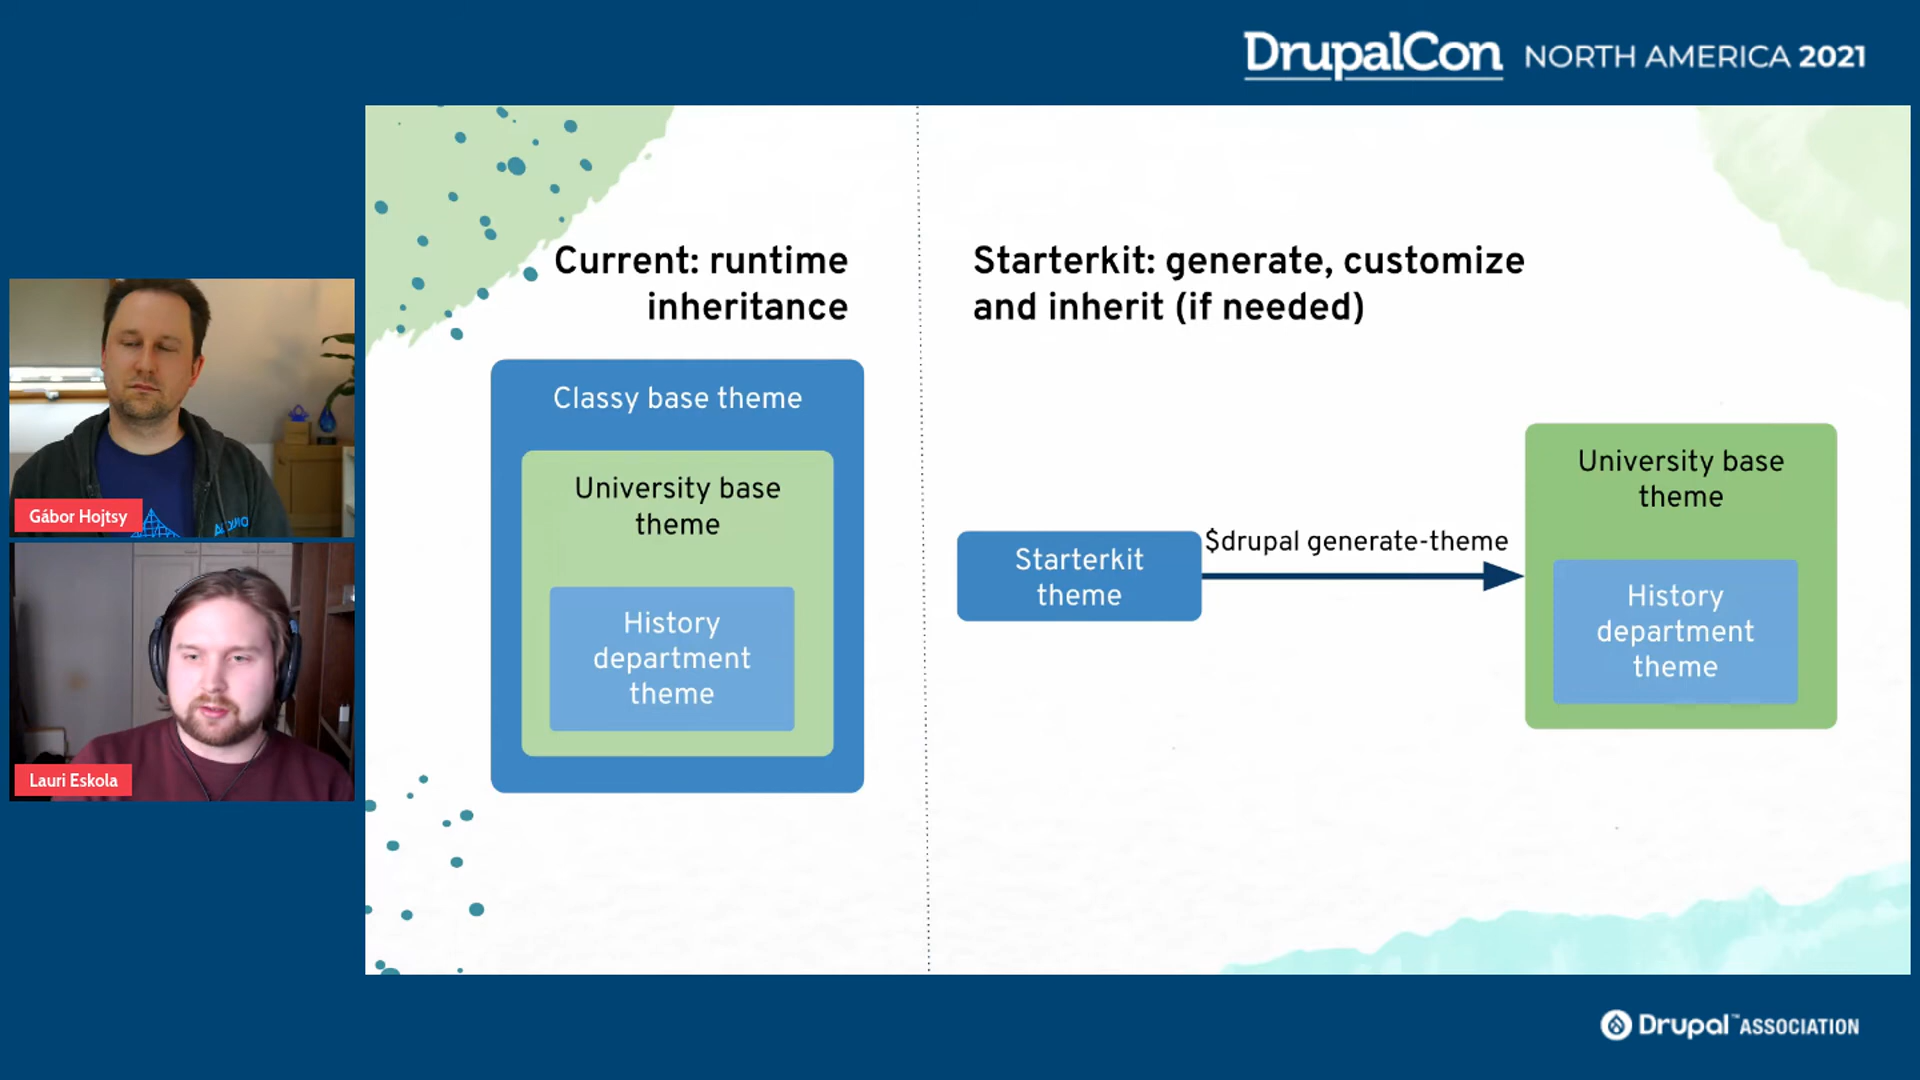 DrupalCon NORTH AMERICA 2021
Current: runtime
inheritance
Classy base theme
University base
theme
History
department
theme
Starterkit: generate, customize
and inherit (if needed)
Starterkit
theme
$drupal generate-theme
University base
theme
History
department
theme
Gábor Hojtsy
Lauri Eskola
Drupal™ ASSOCIATION